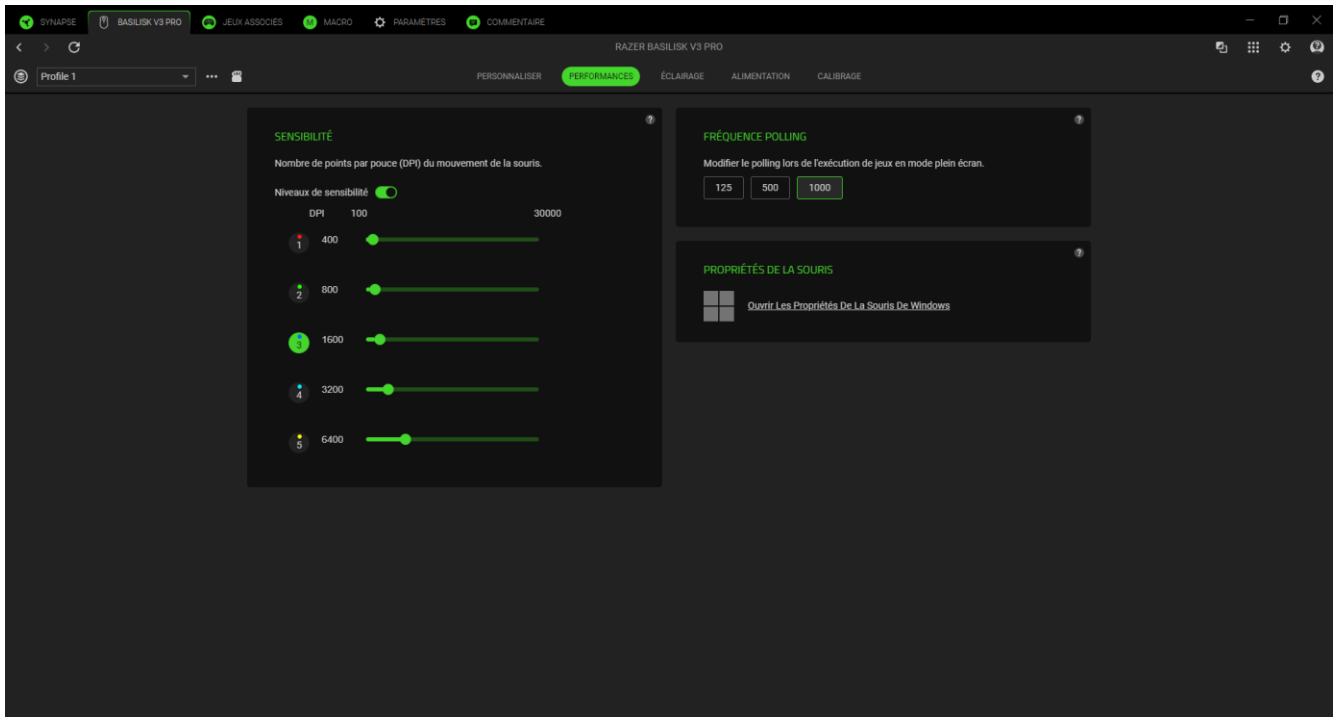 SYNAPSE BASILISK V3 PRO JEUX ASSOCIÉS M MACRO PARAMÈTRES COMMENTAIRE
RAZER BASILISK V3 PRO
Profile 1 PERSONNALISER PERFORMANCES ÉCLAIRAGE ALIMENTATION CALIBRAGE ?
?
SENSIBILITÉ
Nombre de points par pouce (DPI) du mouvement de la souris.
Niveaux de sensibilité
DPI 100 30000
1 400
2 800
3 1600
4 3200
5 6400
?
FRÉQUENCE POLLING
Modifier le polling lors de l'exécution de jeux en mode plein écran.
125 500 1000
?
PROPRIÉTÉS DE LA SOURIS
Ouvrir Les Propriétés De La Souris De Windows